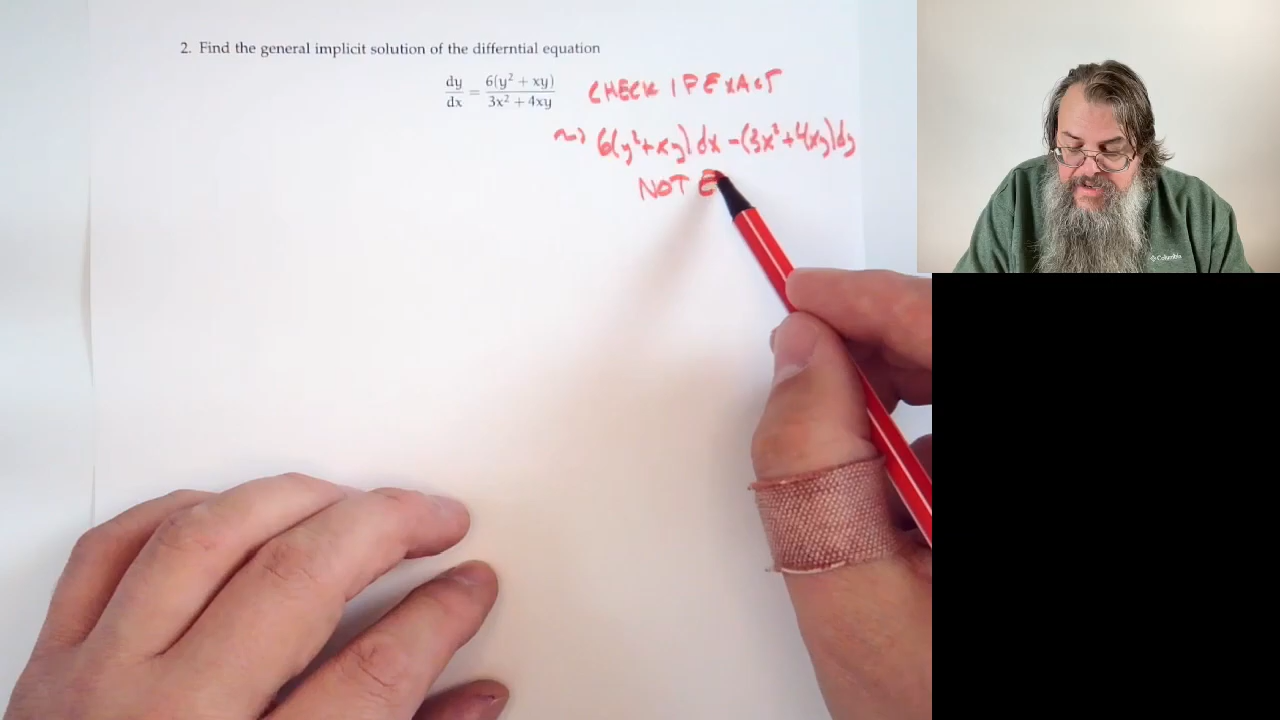 2. Find the general implicit solution of the differntial equation
dy/dx = 6(y² + xy)/3x² + 4xy
CHECK IF EXACT
~> 6(y²+xy)dx-(3x²+4xy)dy
NOT E
Columbia